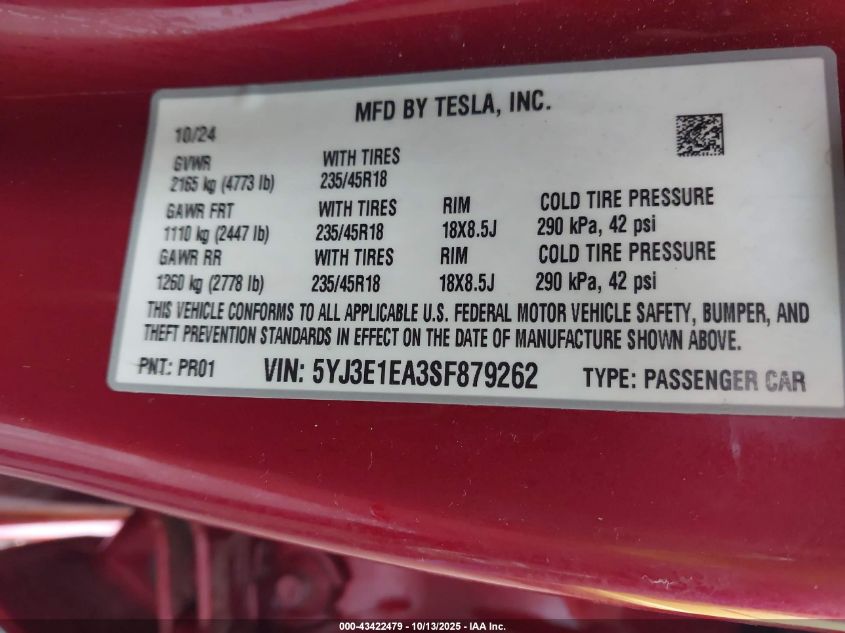 MFD BY TESLA, INC.
10/24
GVWR WITH TIRES
2165 kg (4773 lb) 235/45R18
GAWR FRT WITH TIRES RIM COLD TIRE PRESSURE
1110 kg (2447 lb) 235/45R18 18X8.5J 290 kPa, 42 psi
GAWR RR WITH TIRES RIM COLD TIRE PRESSURE
1260 kg (2778 lb) 235/45R18 18X8.5J 290 kPa, 42 psi
THIS VEHICLE CONFORMS TO ALL APPLICABLE U.S. FEDERAL MOTOR VEHICLE SAFETY, BUMPER, AND
THEFT PREVENTION STANDARDS IN EFFECT ON THE DATE OF MANUFACTURE SHOWN ABOVE.
PNT: PR01 VIN: 5YJ3E1EA3SF879262 TYPE: PASSENGER CAR
000-43422479 - 10/13/2025 - IAA Inc.